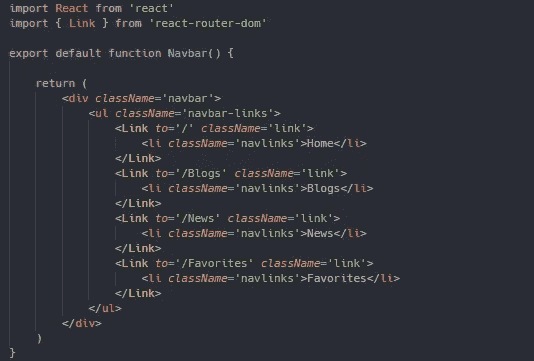 import React from 'react'
import { Link } from 'react-router-dom'

export default function Navbar() {

    return (
        <div className='navbar'>
            <ul className='navbar-links'>
                <Link to='/' className='link'>
                    <li className='navlinks'>Home</li>
                </Link>
                <Link to='/Blogs' className='link'>
                    <li className='navlinks'>Blogs</li>
                </Link>
                <Link to='/News' className='link'>
                    <li className='navlinks'>News</li>
                </Link>
                <Link to='/Favorites' className='link'>
                    <li className='navlinks'>Favorites</li>
                </Link>
            </ul>
        </div>
    )
}